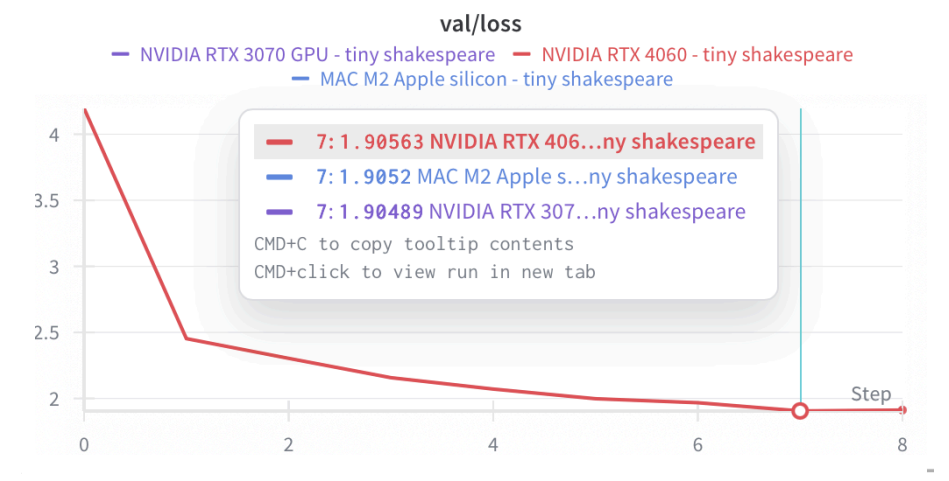 val/loss
NVIDIA RTX 3070 GPU - tiny shakespeare NVIDIA RTX 4060 - tiny shakespeare
MAC M2 Apple silicon - tiny shakespeare
4
7: 1.90563 NVIDIA RTX 406...ny shakespeare
7: 1.9052 MAC M2 Apple s...ny shakespeare
3.5
7: 1.90489 NVIDIA RTX 307...ny shakespeare
CMD+C to copy tooltip contents
3
CMD+click to view run in new tab
2.5
2
Step
0 2 4 6 8